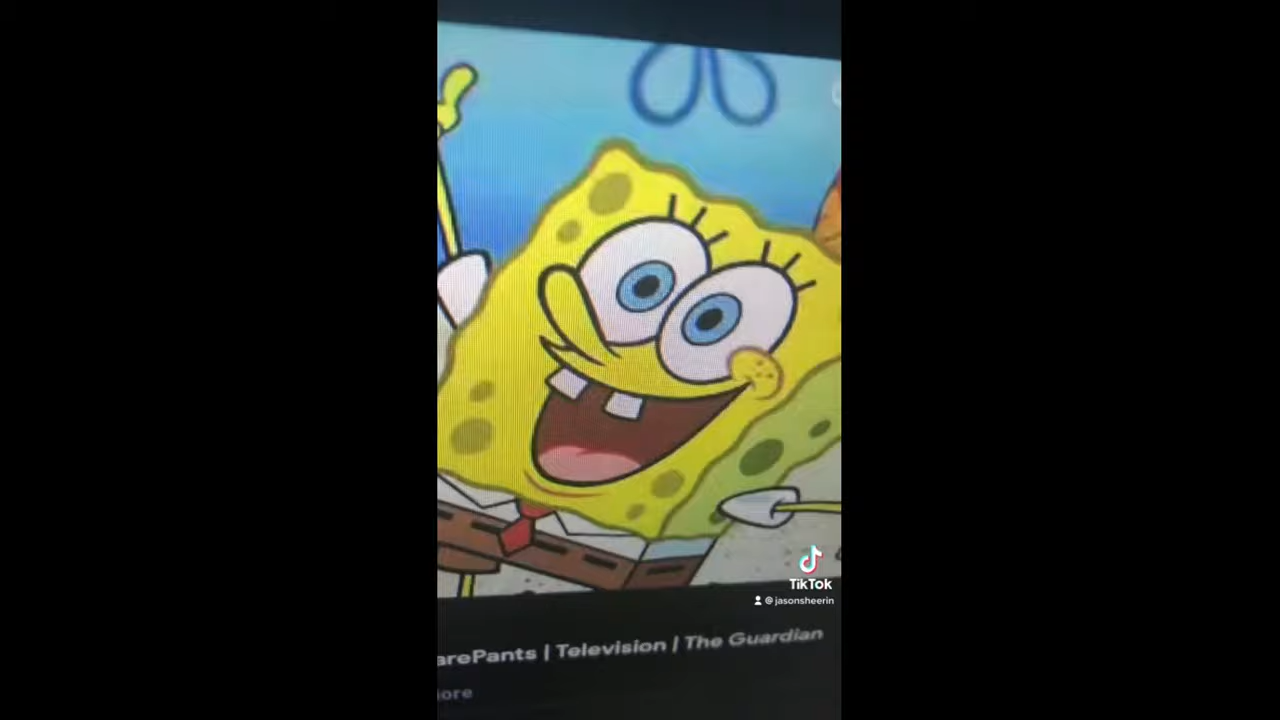 TikTok
@jasonsheerin
arePants | Television | The Guardian
ore